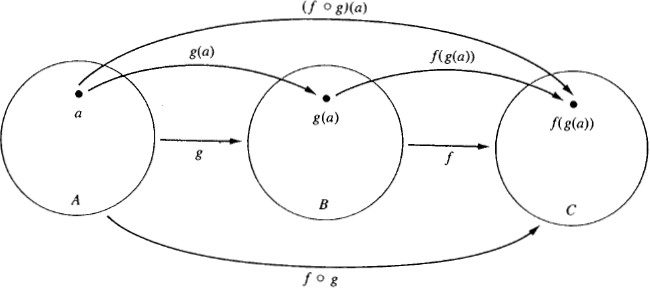 (f ∘ g)(a)
g(a)
f(g(a))
a
g(a)
f(g(a))
g
f
A
B
C
f ∘ g